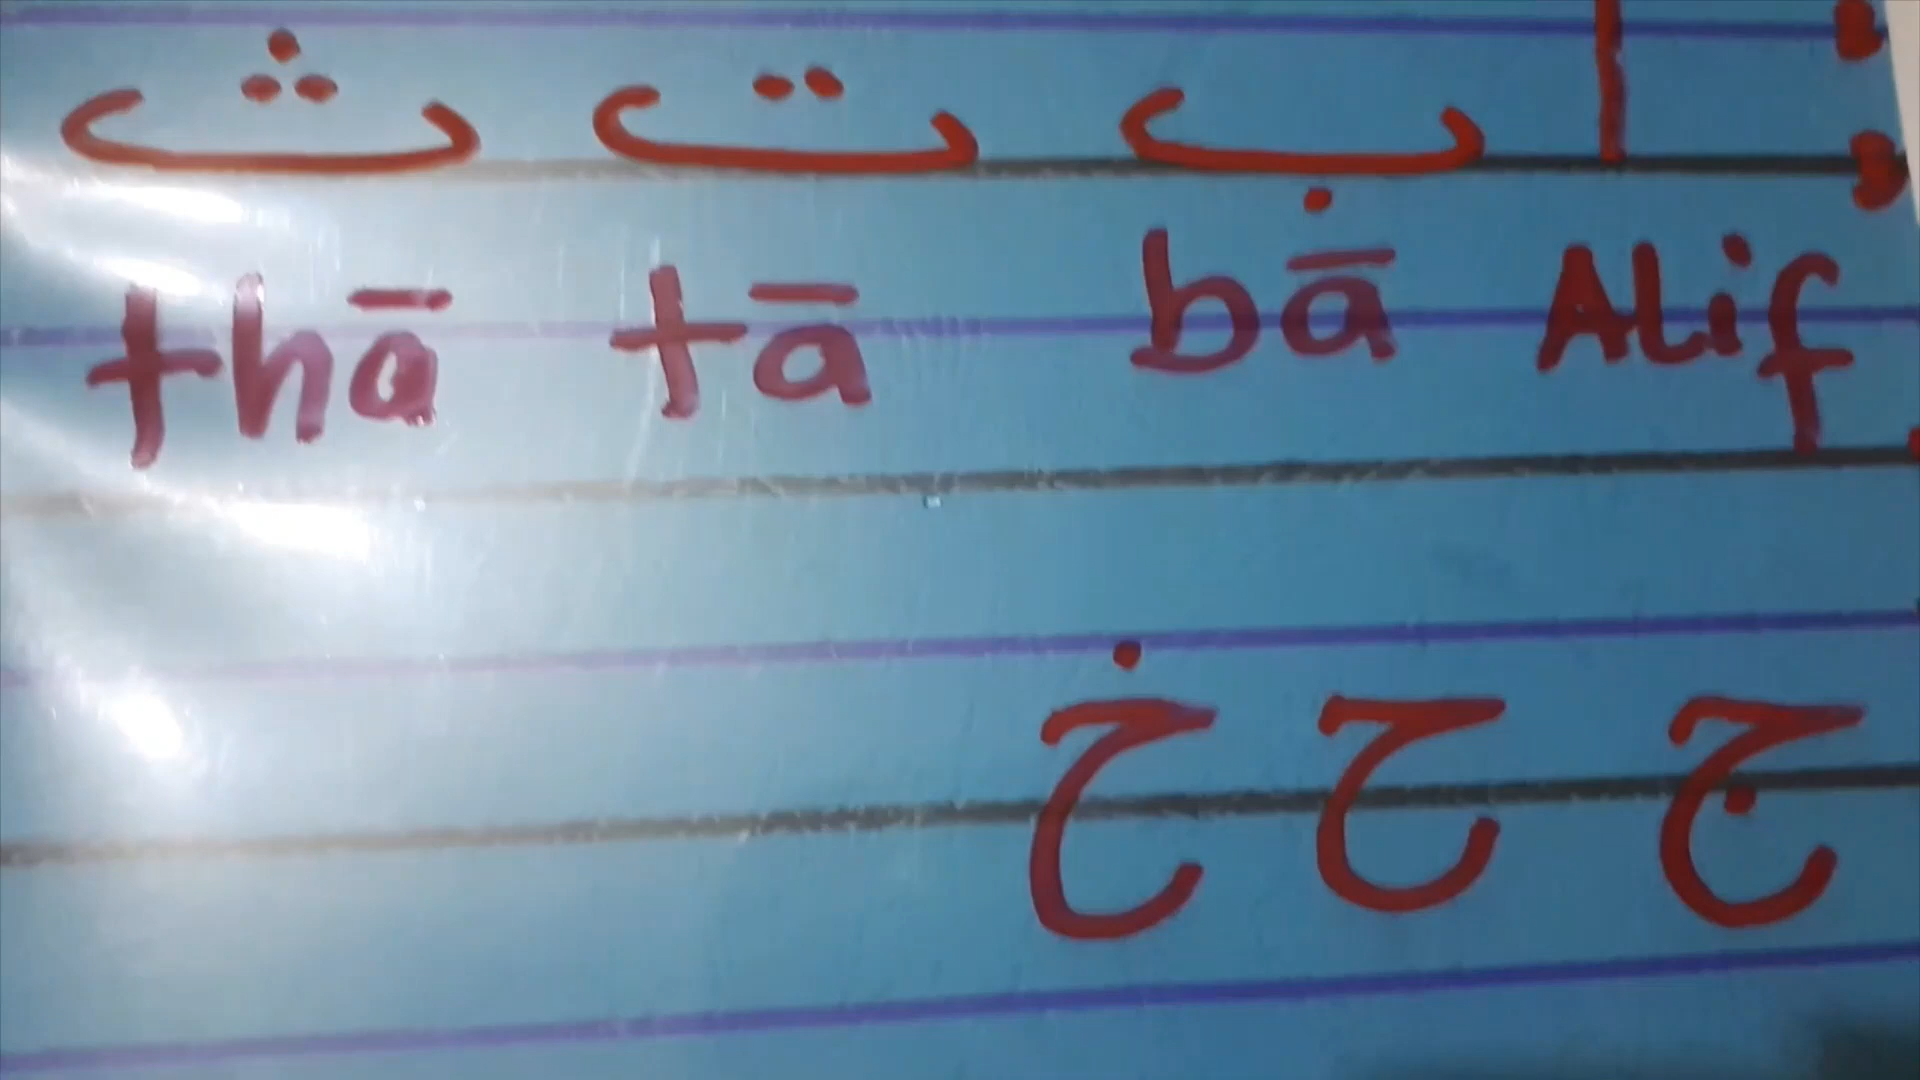 ا ب ت ث
Alif bā tā thā
ج ح خ